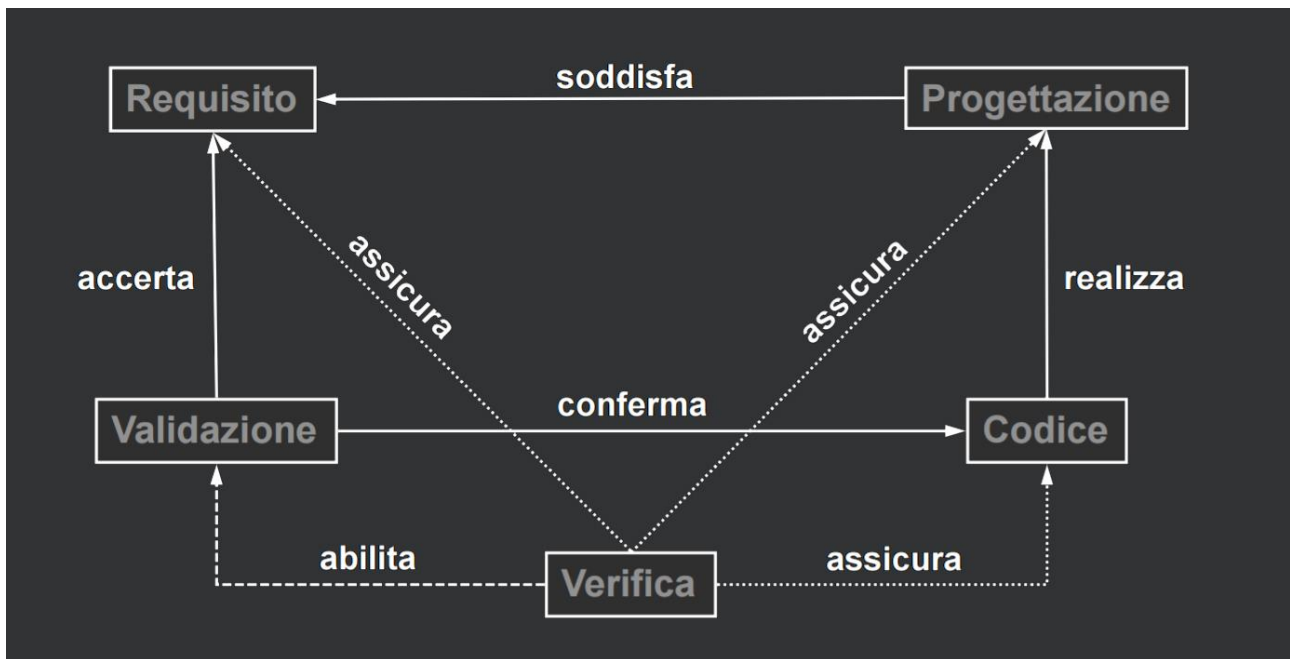 soddisfa
Requisito
Progettazione
assicura
assicura
accerta
realizza
conferma
Validazione
Codice
abilita
assicura
Verifica